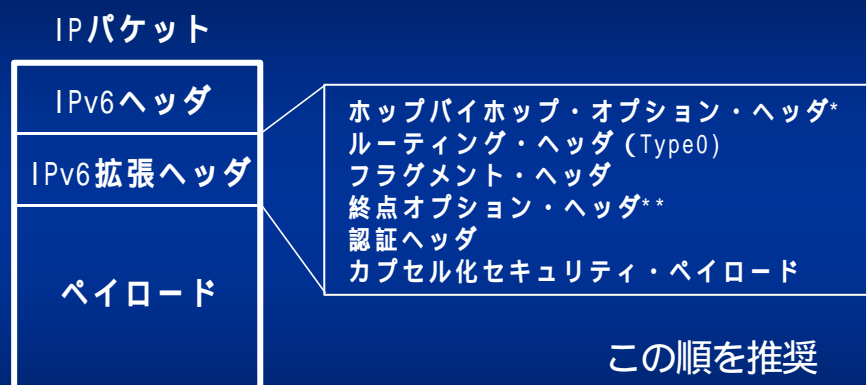 IPパケット
IPv6ヘッダ
IPv6拡張ヘッダ
ペイロード
ホップバイホップ・オプション・ヘッダ*
ルーティング・ヘッダ（Type0)
フラグメント・ヘッダ
終点オプション・ヘッダ**
認証ヘッダ
カプセル化セキュリティ・ペイロード
この順を推奨